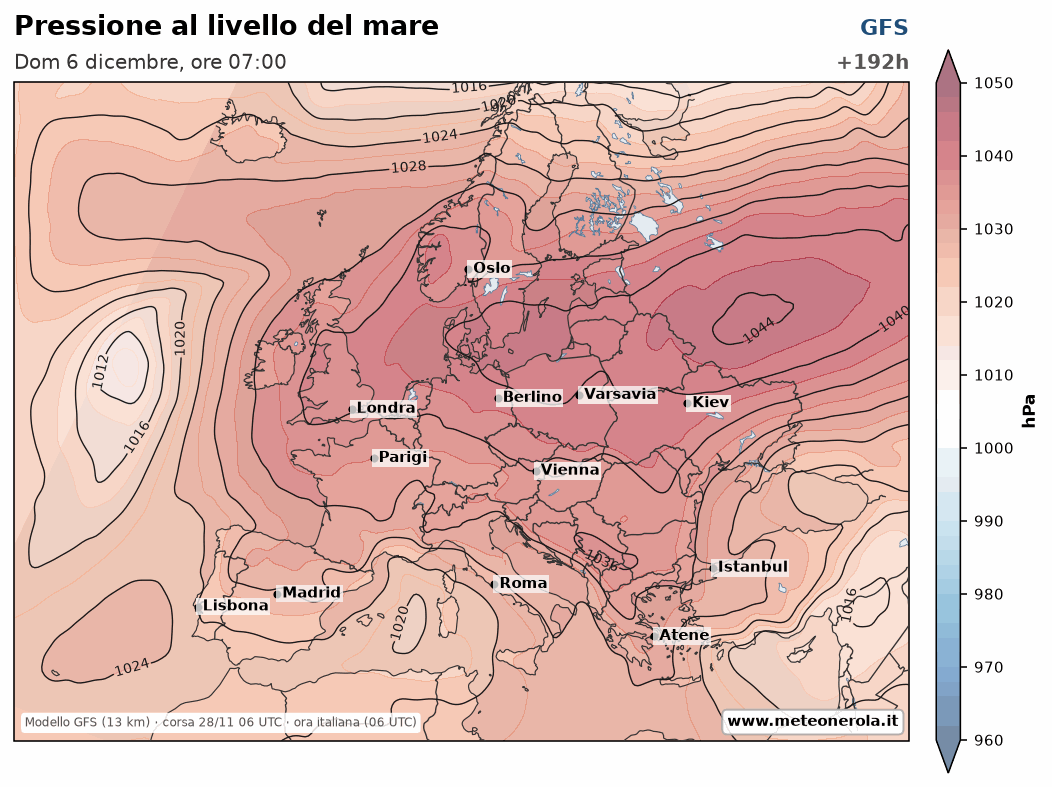 Pressione al livello del mare
GFS
Dom 6 dicembre, ore 07:00
+192h
1016
1020
1024
1028
1020
1012
1016
1044
1040
1036
1020
1024
1016
Oslo
Londra
Berlino
Varsavia
Kiev
Parigi
Vienna
Istanbul
Roma
Madrid
Lisbona
Atene
Modello GFS (13 km) · corsa 28/11 06 UTC · ora italiana (06 UTC)
www.meteonerola.it
1050
1040
1030
1020
1010
1000
990
980
970
960
hPa